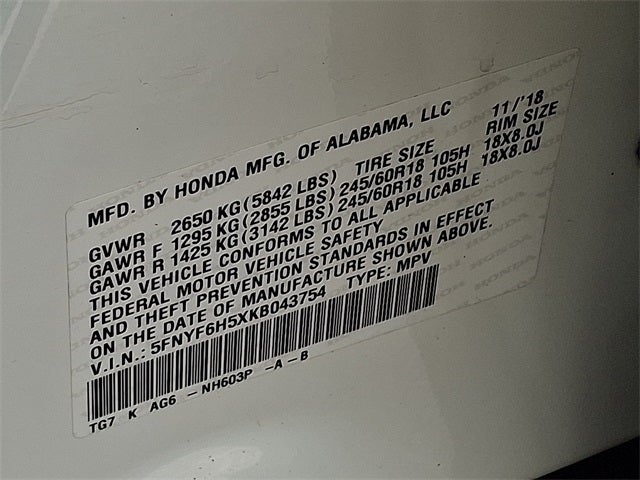 MFD. BY HONDA MFG. OF ALABAMA, LLC 11/'18
GVWR 2650 KG(5842 LBS) TIRE SIZE RIM SIZE
GAWR F 1295 KG(2855 LBS) 245/60R18 105H 18X8.0J
GAWR R 1425 KG(3142 LBS) 245/60R18 105H 18X8.0J
THIS VEHICLE CONFORMS TO ALL APPLICABLE
FEDERAL MOTOR VEHICLE SAFETY
AND THEFT PREVENTION STANDARDS IN EFFECT
ON THE DATE OF MANUFACTURE SHOWN ABOVE.
V.I.N.: 5FNYF6H5XKB043754 TYPE: MPV
TG7 K AG6 -NH603P -A-B